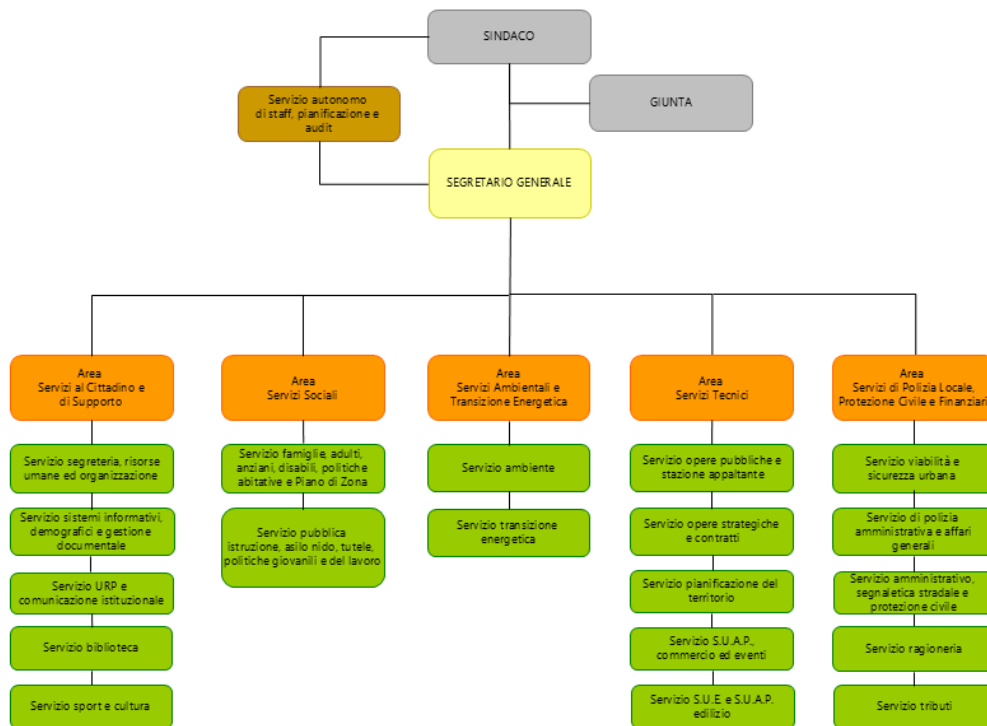 SINDACO
Servizio autonomo
di staff, pianificazione e
audit
GIUNTA
SEGRETARIO GENERALE
Area
Servizi al Cittadino e
di Supporto
Area
Servizi Sociali
Area
Servizi Ambientali e
Transizione Energetica
Area
Servizi Tecnici
Area
Servizi di Polizia Locale,
Protezione Civile e Finanziari
Servizio segreteria, risorse
umane ed organizzazione
Servizio famiglie, adulti,
anziani, disabili, politiche
abitative e Piano di Zona
Servizio ambiente
Servizio opere pubbliche e
stazione appaltante
Servizio viabilità e
sicurezza urbana
Servizio sistemi informativi,
demografici e gestione
documentale
Servizio pubblica
istruzione, asilo nido, tutele,
politiche giovanili e del lavoro
Servizio transizione
energetica
Servizio opere strategiche
e contratti
Servizio di polizia
amministrativa e affari
generali
Servizio URP e
comunicazione istituzionale
Servizio pianificazione del
territorio
Servizio amministrativo,
segnaletica stradale e
protezione civile
Servizio biblioteca
Servizio S.U.A.P.,
commercio ed eventi
Servizio ragioneria
Servizio sport e cultura
Servizio S.U.E. e S.U.A.P.
edilizio
Servizio tributi